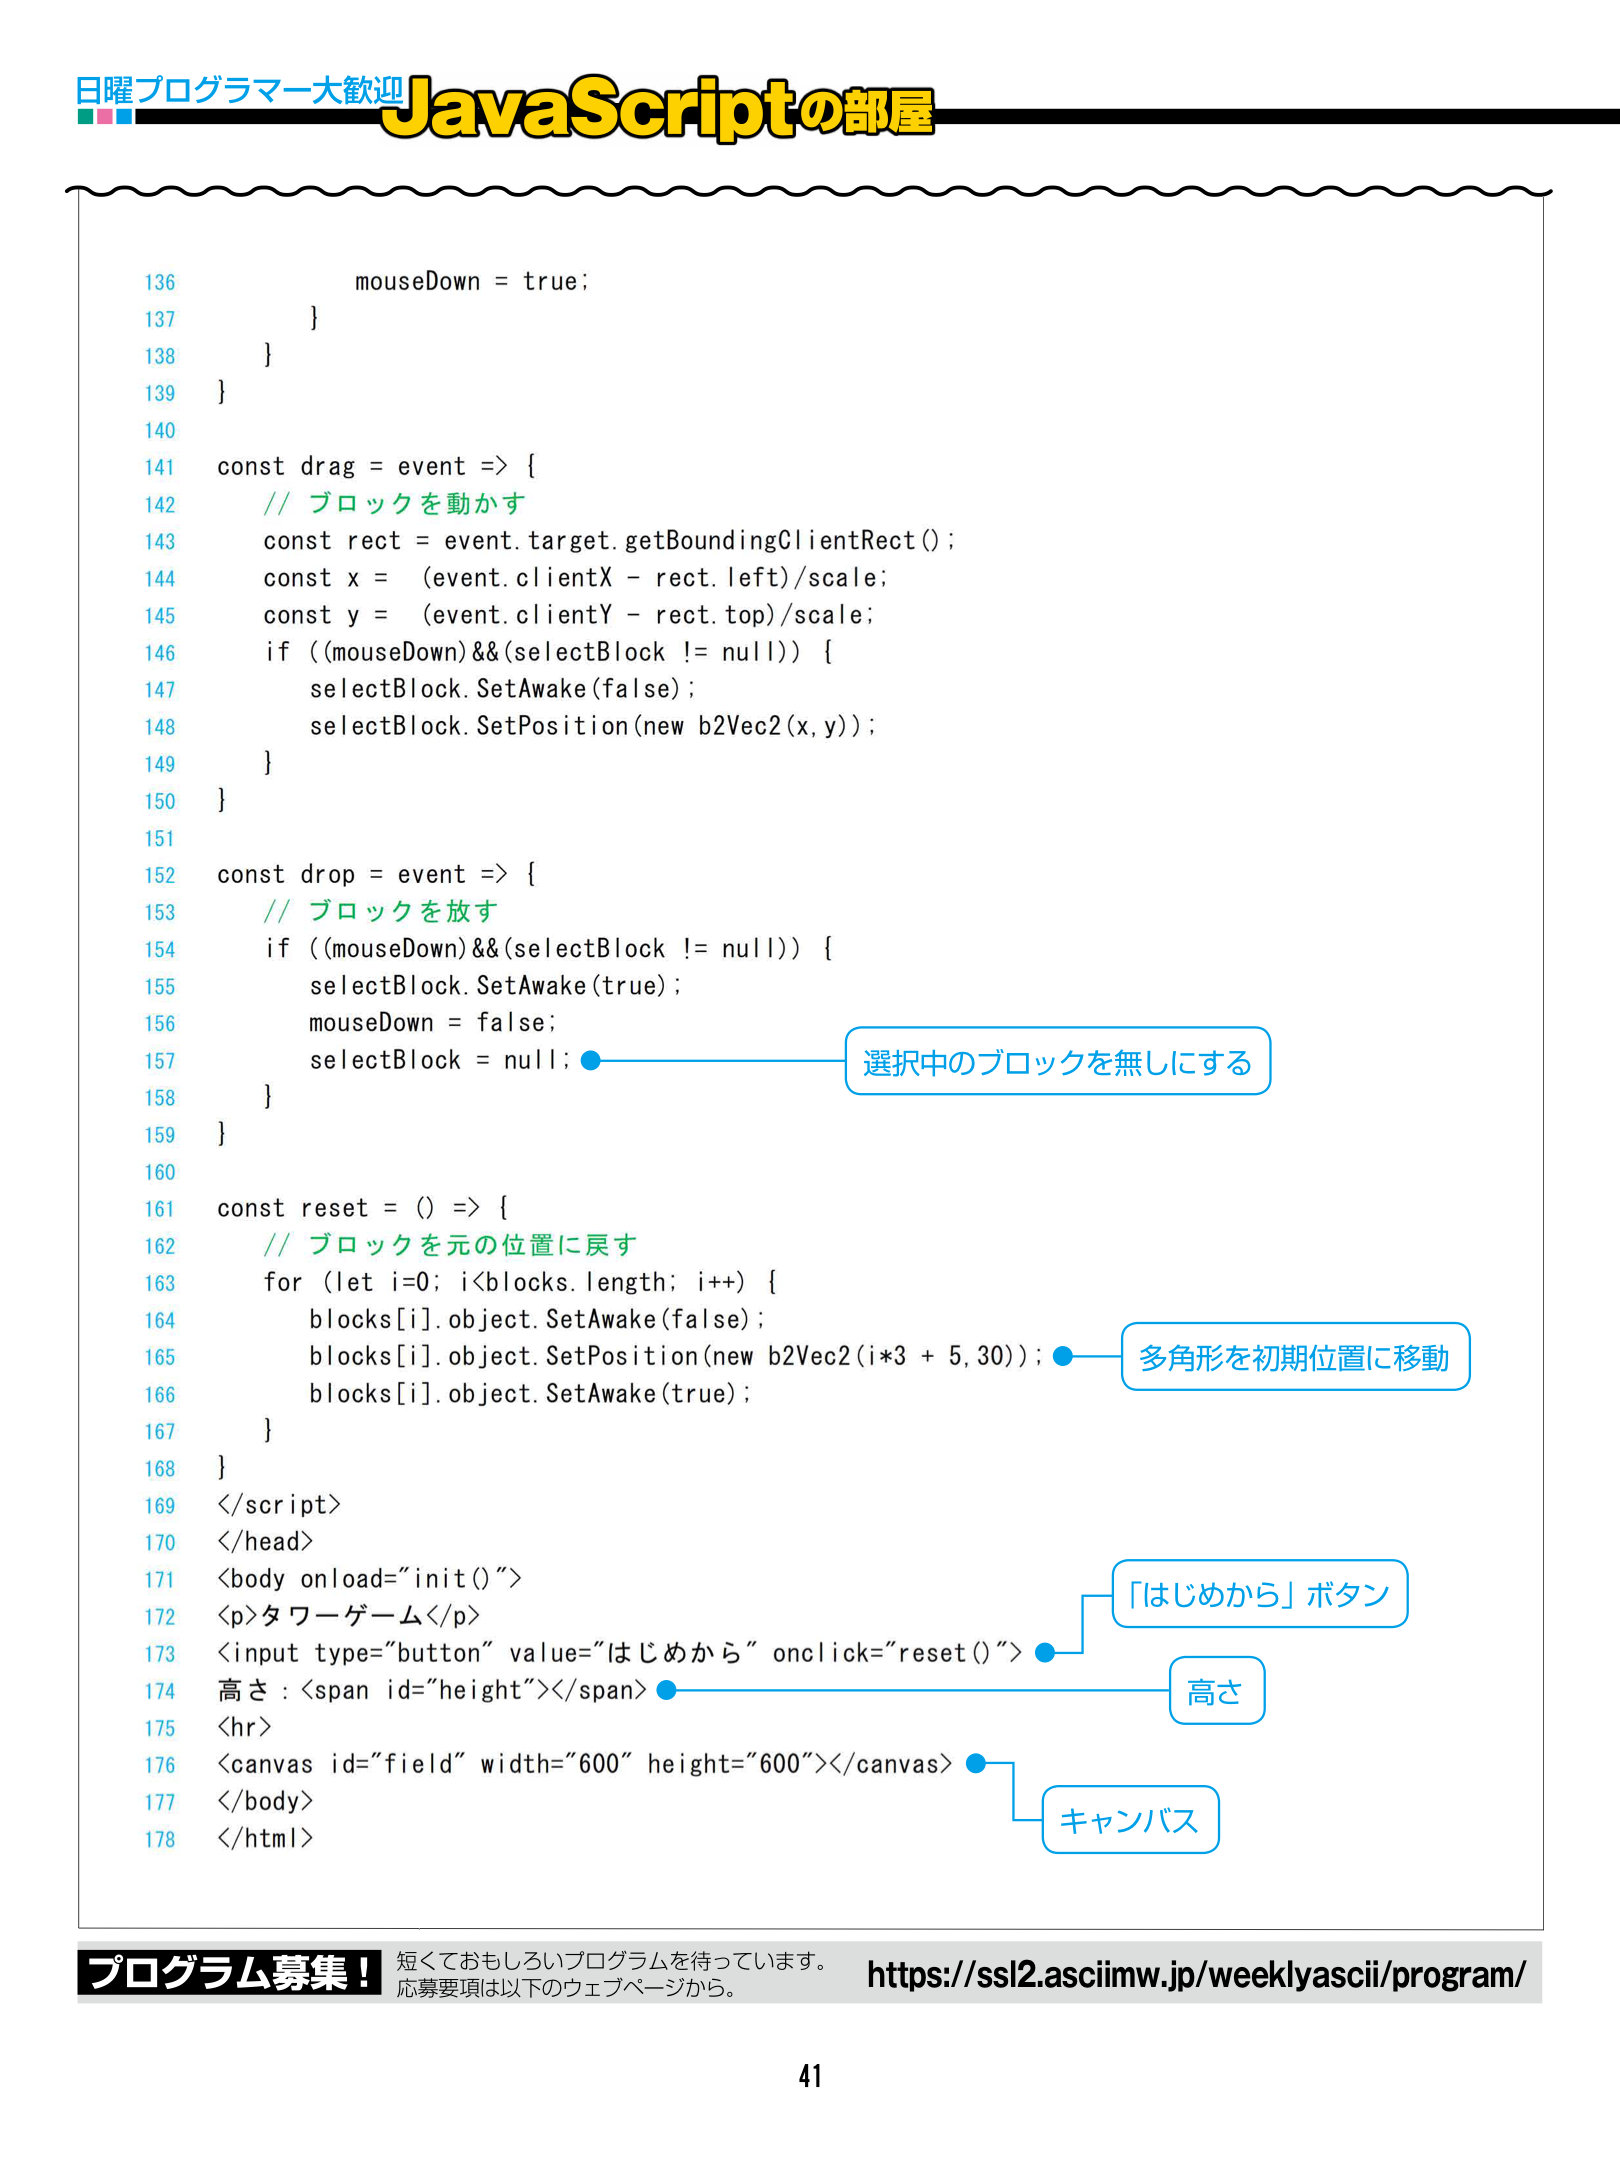 日曜プログラマー大歓迎 JavaScriptの部屋
136 mouseDown = true;
137 }
138 }
139 }
140
141 const drag = event => {
142 // ブロックを動かす
143 const rect = event.target.getBoundingClientRect();
144 const x = (event.clientX - rect.left)/scale;
145 const y = (event.clientY - rect.top)/scale;
146 if ((mouseDown)&&(selectBlock != null)) {
147 selectBlock.SetAwake(false);
148 selectBlock.SetPosition(new b2Vec2(x,y));
149 }
150 }
151
152 const drop = event => {
153 // ブロックを放す
154 if ((mouseDown)&&(selectBlock != null)) {
155 selectBlock.SetAwake(true);
156 mouseDown = false;
157 selectBlock = null; 選択中のブロックを無しにする
158 }
159 }
160
161 const reset = () => {
162 // ブロックを元の位置に戻す
163 for (let i=0; i<blocks.length; i++) {
164 blocks[i].object.SetAwake(false);
165 blocks[i].object.SetPosition(new b2Vec2(i*3 + 5,30)); 多角形を初期位置に移動
166 blocks[i].object.SetAwake(true);
167 }
168 }
169 </script>
170 </head>
171 <body onload="init()">
172 <p>タワーゲーム</p>
173 <input type="button" value="はじめから" onclick="reset()"> 「はじめから」ボタン
174 高さ:<span id="height"></span> 高さ
175 <hr>
176 <canvas id="field" width="600" height="600"></canvas> キャンバス
177 </body>
178 </html>
プログラム募集!
短くておもしろいプログラムを待っています。
応募要項は以下のウェブページから。
https://ssl2.asciimw.jp/weeklyascii/program/
41